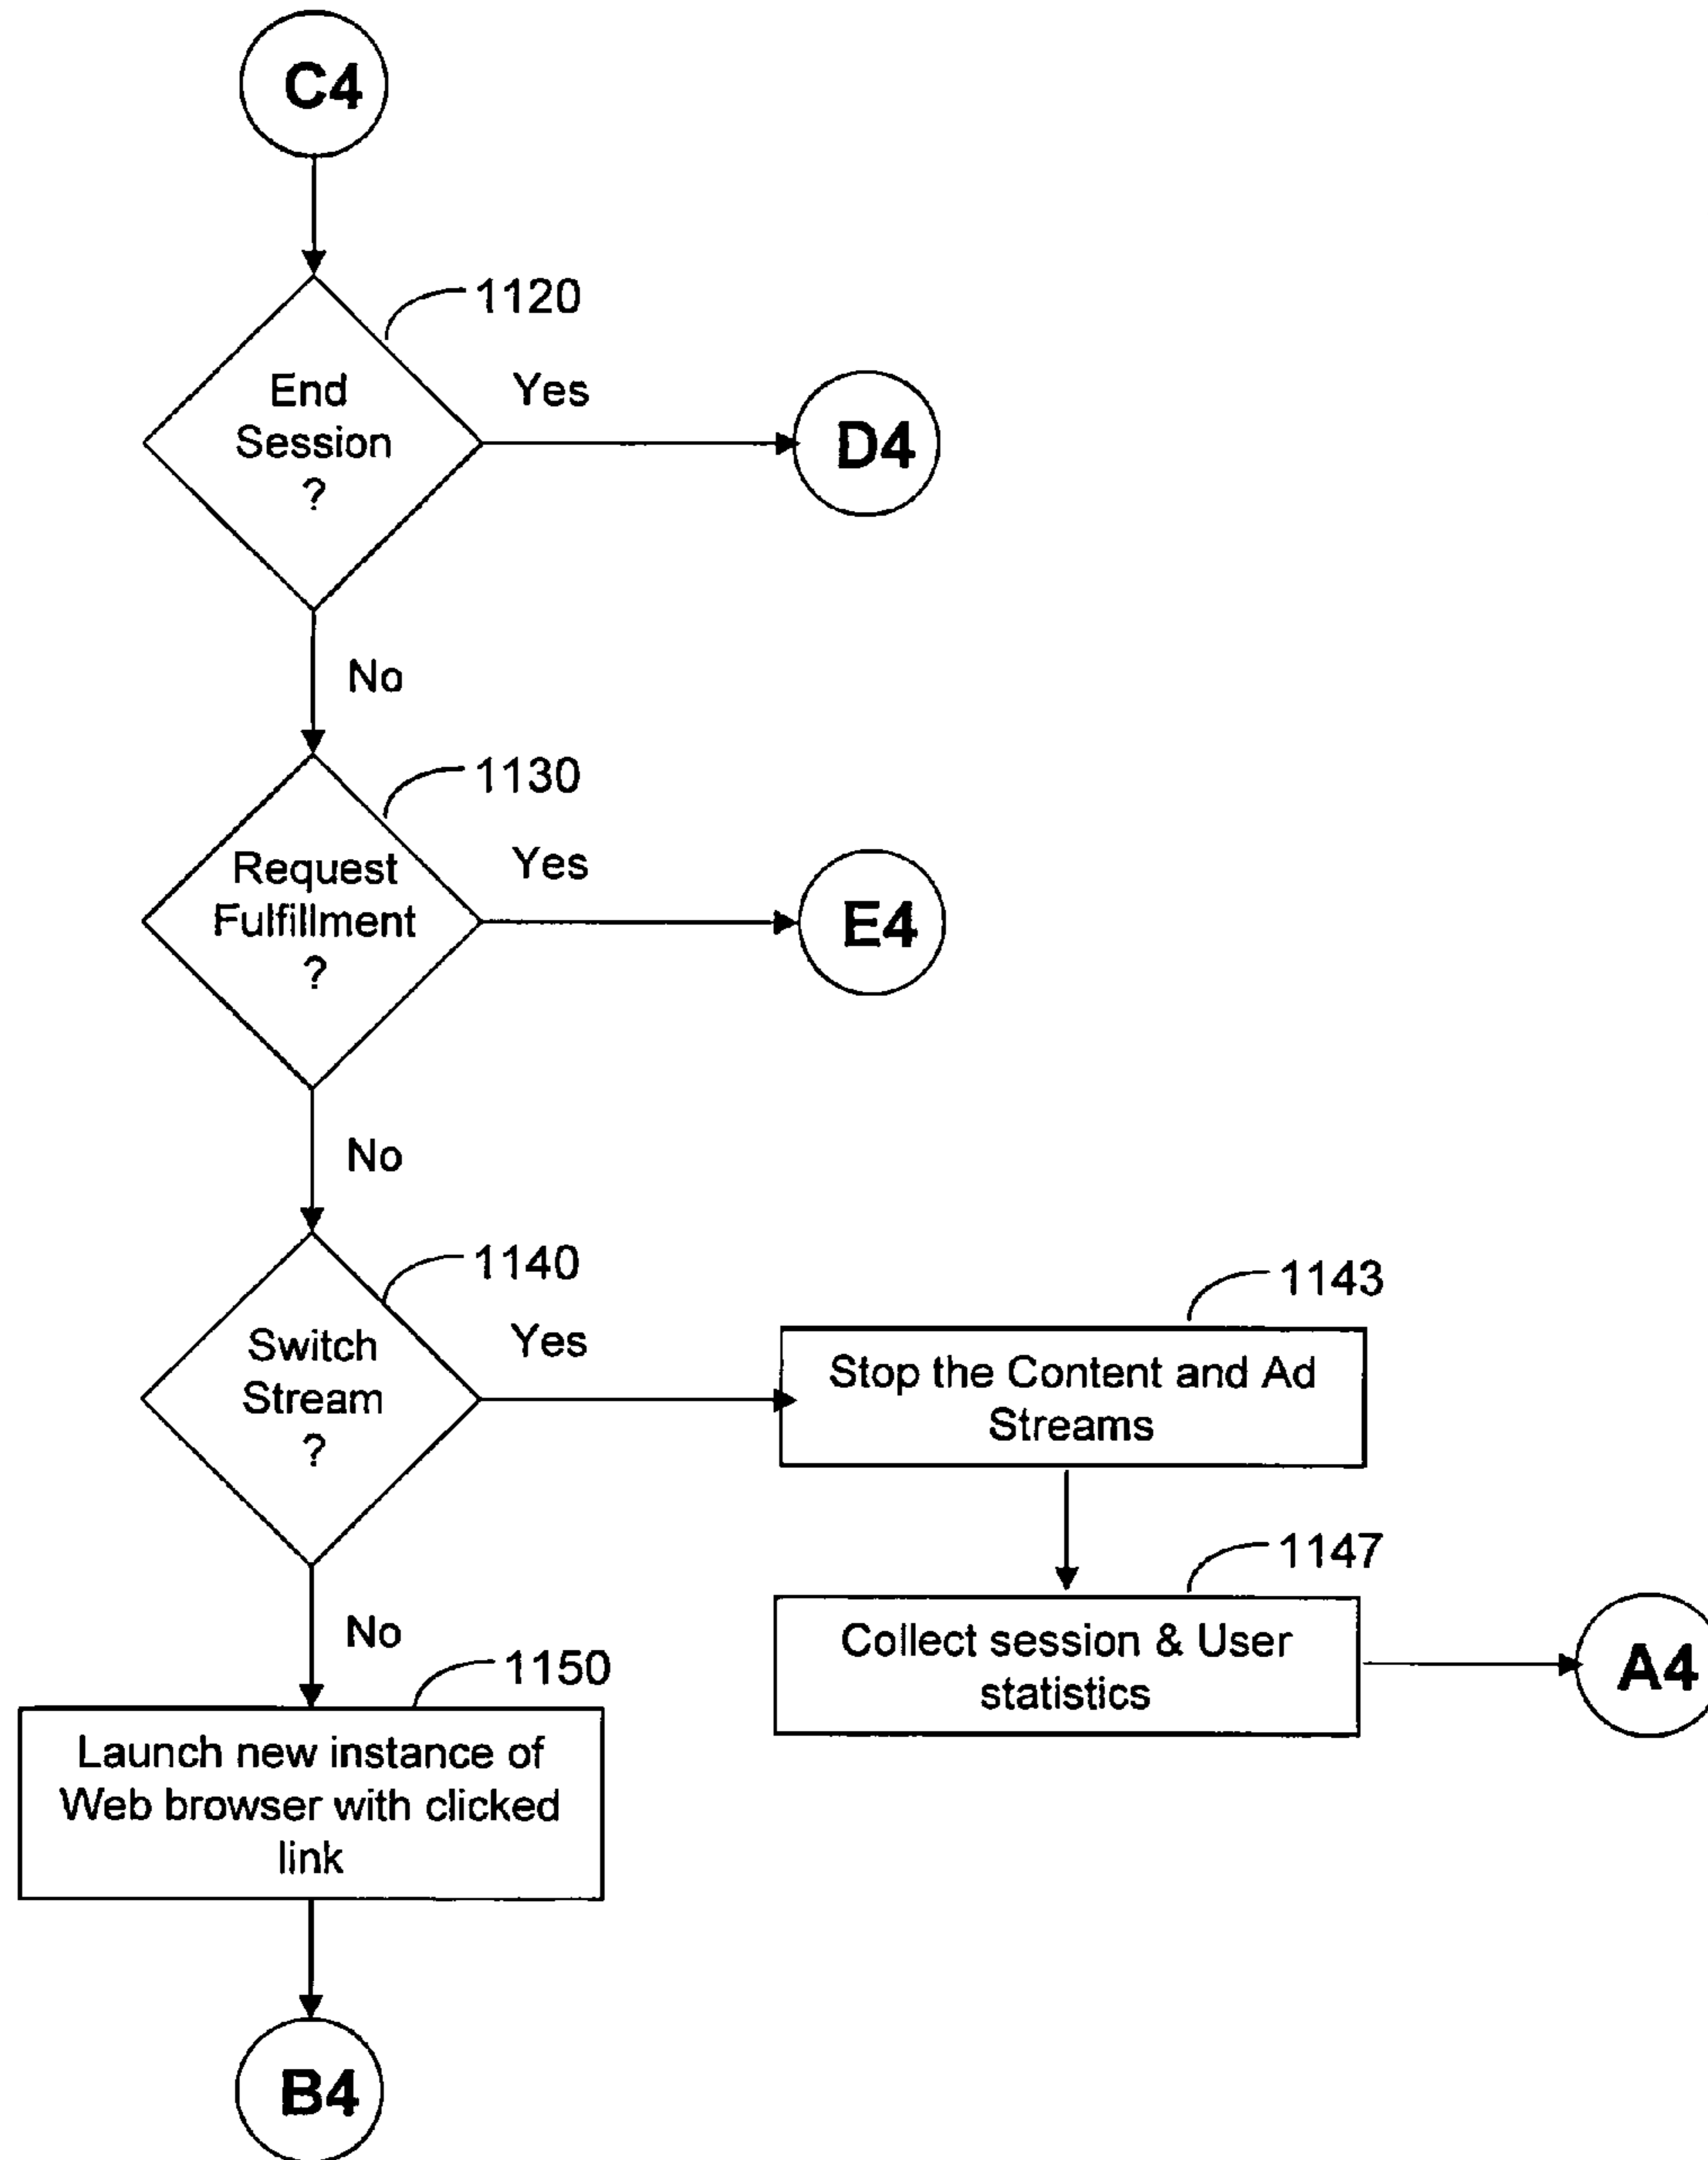 C4
1120
End
Session
?
Yes
D4
No
1130
Request
Fulfillment
?
Yes
E4
No
1140
Switch
Stream
?
Yes
1143
Stop the Content and Ad
Streams
1147
Collect session & User
statistics
A4
No
1150
Launch new instance of
Web browser with clicked
link
B4